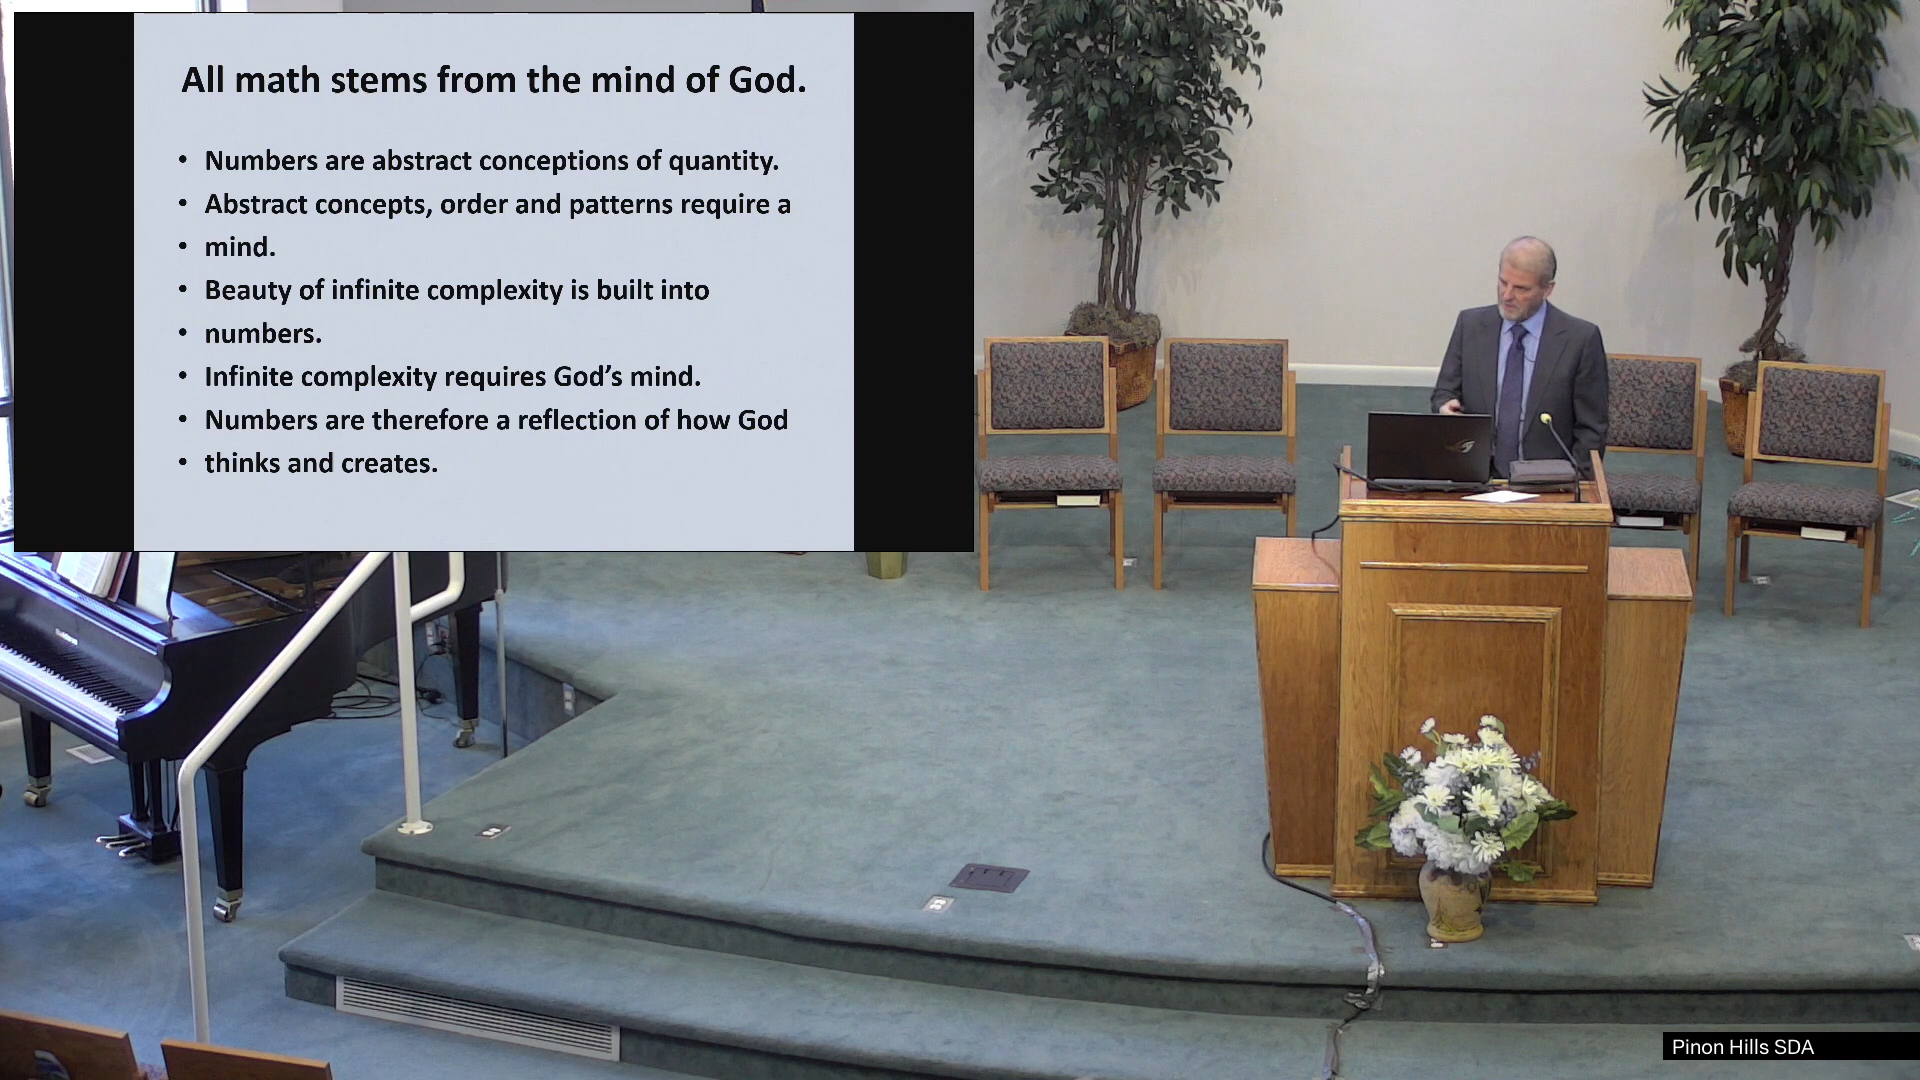 All math stems from the mind of God.
• Numbers are abstract conceptions of quantity.
• Abstract concepts, order and patterns require a
• mind.
• Beauty of infinite complexity is built into
• numbers.
• Infinite complexity requires God’s mind.
• Numbers are therefore a reflection of how God
• thinks and creates.
Pinon Hills SDA